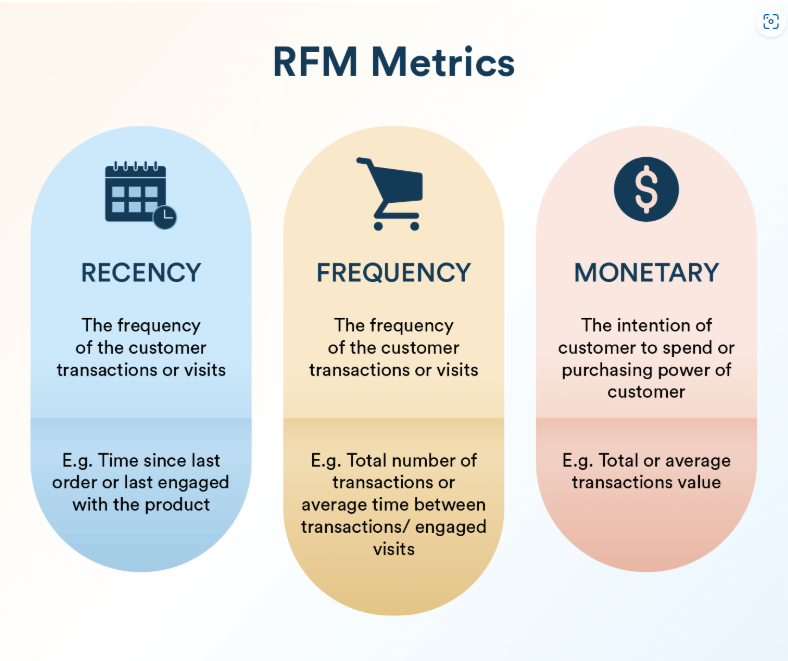 RFM Metrics
RECENCY
The frequency
of the customer
transactions or visits
E.g. Time since last
order or last engaged
with the product
FREQUENCY
The frequency
of the customer
transactions or visits
E.g. Total number of
transactions or
average time between
transactions/ engaged
visits
MONETARY
The intention of
customer to spend or
purchasing power of
customer
E.g. Total or average
transactions value